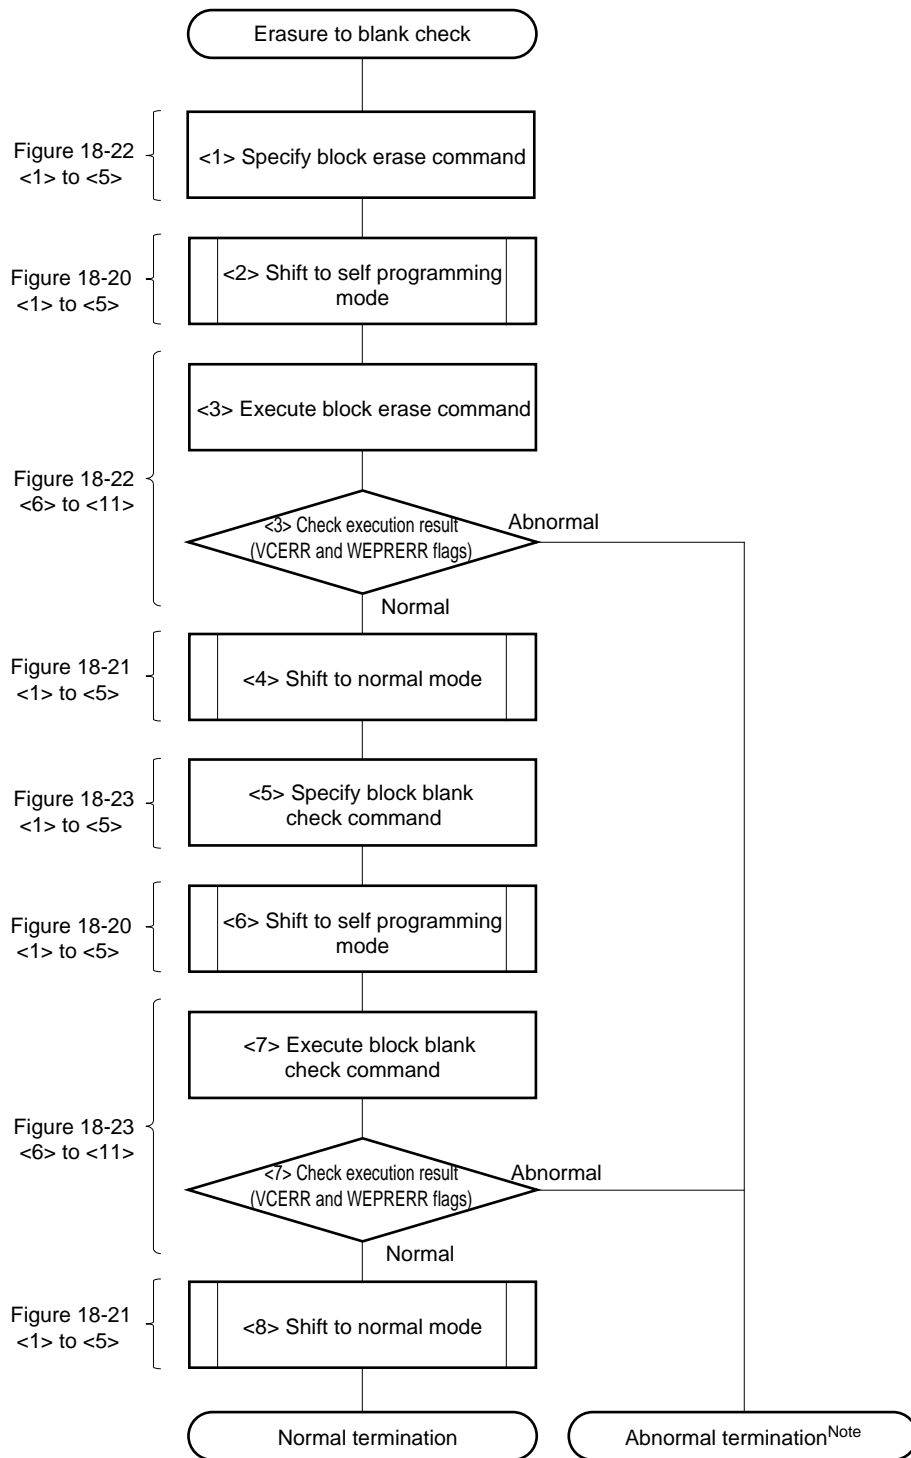 Erasure to blank check
Figure 18-22
<1> to <5>
<1> Specify block erase command
Figure 18-20
<1> to <5>
<2> Shift to self programming
mode
<3> Execute block erase command
Figure 18-22
<6> to <11>
<3> Check execution result
(VCERR and WEPRERR flags)
Abnormal
Normal
Figure 18-21
<1> to <5>
<4> Shift to normal mode
Figure 18-23
<1> to <5>
<5> Specify block blank
check command
Figure 18-20
<1> to <5>
<6> Shift to self programming
mode
<7> Execute block blank
check command
Figure 18-23
<6> to <11>
<7> Check execution result
(VCERR and WEPRERR flags)
Abnormal
Normal
Figure 18-21
<1> to <5>
<8> Shift to normal mode
Normal termination
Abnormal termination Note